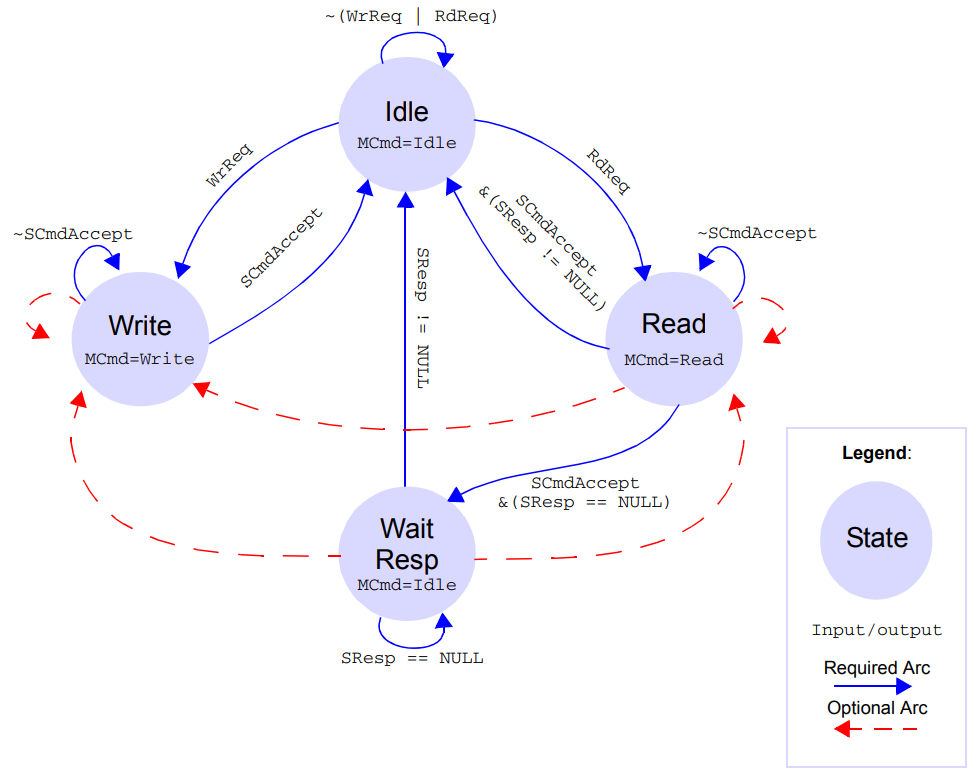 ~(WrReq | RdReq)
Idle
MCmd=Idle
WrReq
RdReq
SCmdAccept
SCmdAccept
&(SResp != NULL)
~SCmdAccept
~SCmdAccept
SResp != NULL
Write
MCmd=Write
Read
MCmd=Read
SCmdAccept
&(SResp == NULL)
Wait
Resp
MCmd=Idle
SResp == NULL
Legend:
State
Input/output
Required Arc
Optional Arc